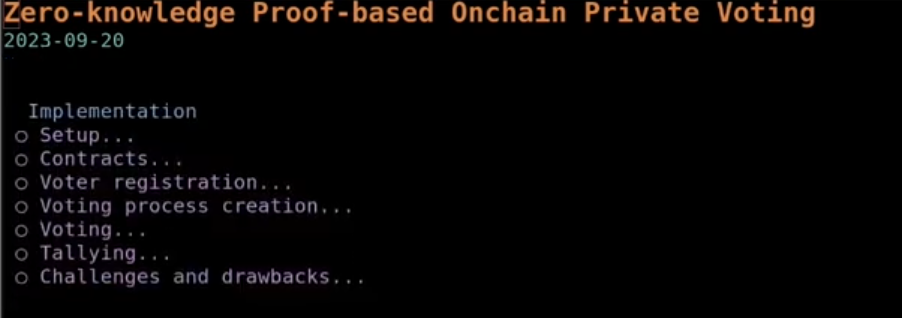 Zero-knowledge Proof-based Onchain Private Voting
2023-09-20
Implementation
○ Setup...
○ Contracts...
○ Voter registration...
○ Voting process creation...
○ Voting...
○ Tallying...
○ Challenges and drawbacks...